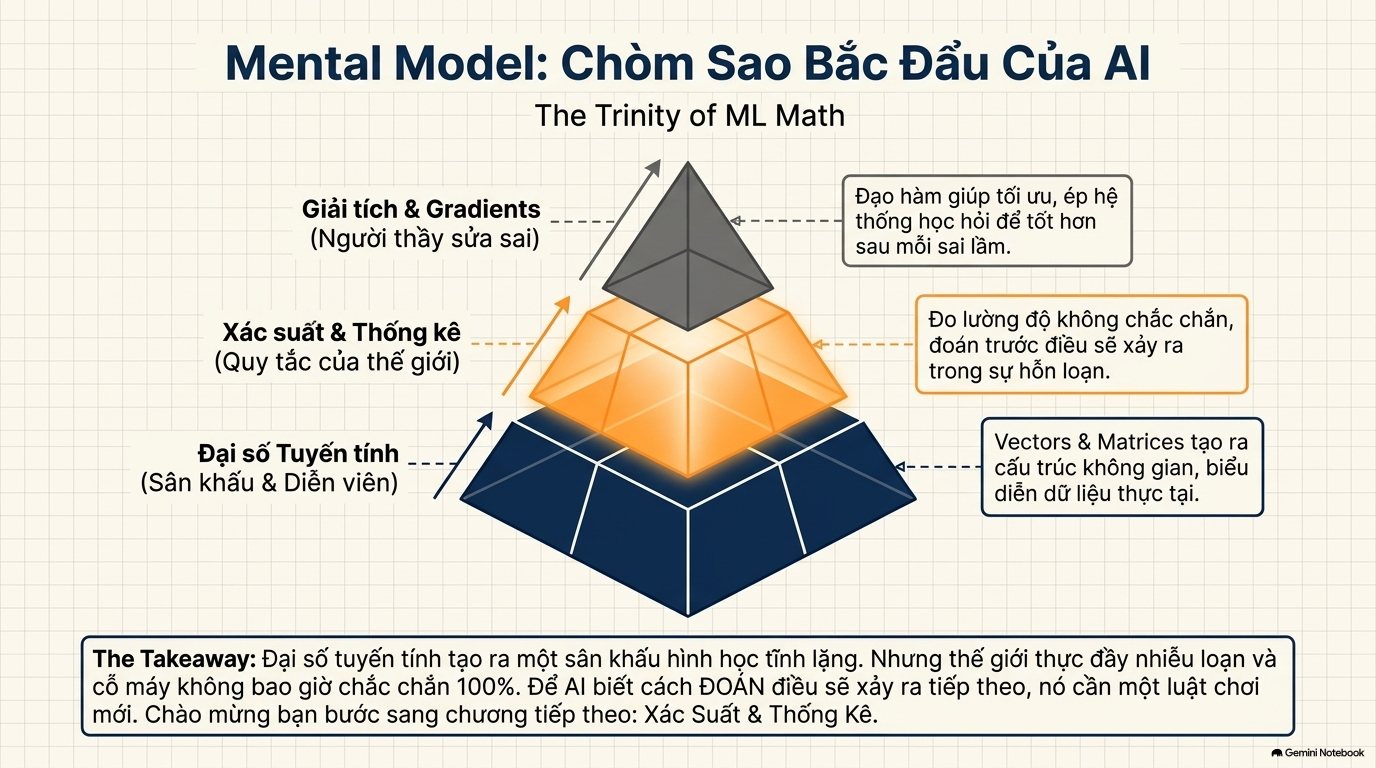 Mental Model: Chòm Sao Bắc Đẩu Của AI
The Trinity of ML Math
Giải tích & Gradients
(Người thầy sửa sai)
Đạo hàm giúp tối ưu, ép hệ
thống học hỏi để tốt hơn
sau mỗi sai lầm.
Xác suất & Thống kê
(Quy tắc của thế giới)
Đo lường độ không chắc chắn,
đoán trước điều sẽ xảy ra
trong sự hỗn loạn.
Đại số Tuyến tính
(Sân khấu & Diễn viên)
Vectors & Matrices tạo ra
cấu trúc không gian, biểu
diễn dữ liệu thực tại.
The Takeaway: Đại số tuyến tính tạo ra một sân khấu hình học tĩnh lặng. Nhưng thế giới thực đầy nhiễu loạn và
cỗ máy không bao giờ chắc chắn 100%. Để AI biết cách ĐOÁN điều sẽ xảy ra tiếp theo, nó cần một luật chơi
mới. Chào mừng bạn bước sang chương tiếp theo: Xác Suất & Thống Kê.
Gemini Notebook